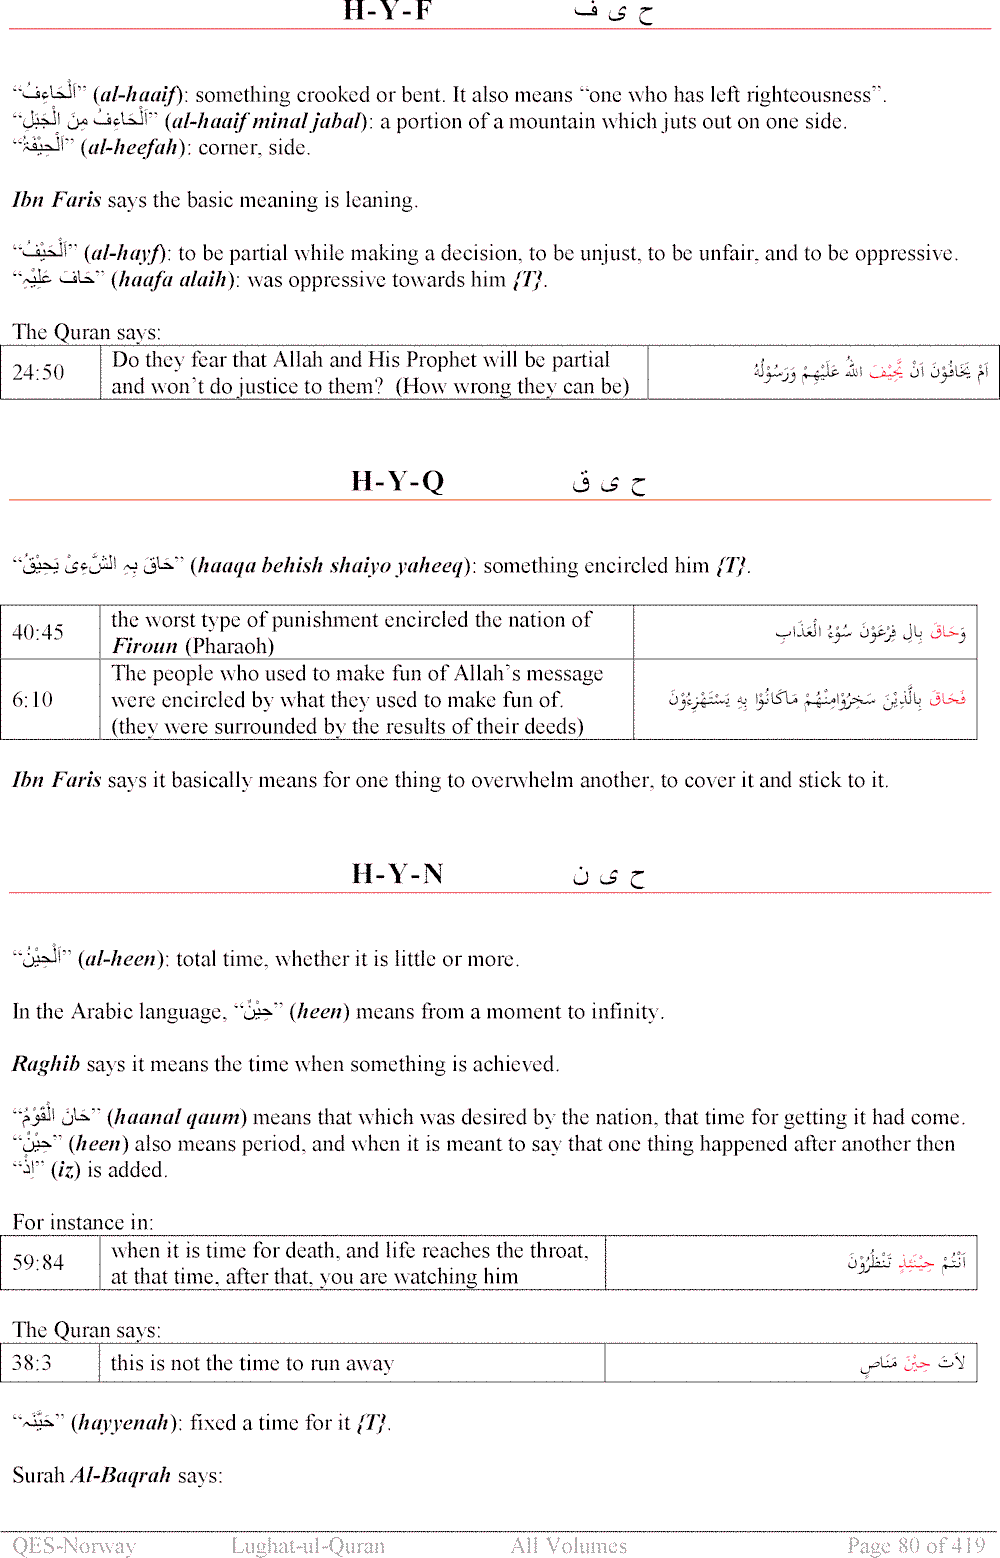 H-Y-F ح ی ف
“اَلْحَاءِفُ” (al-haaif): something crooked or bent. It also means “one who has left righteousness”.
“اَلْحَاءِفُ مِنَ الْجَبَلِ” (al-haaif minal jabal): a portion of a mountain which juts out on one side.
“اَلْحِيْفَۃُ” (al-heefah): corner, side.
Ibn Faris says the basic meaning is leaning.
“اَلْحَيْفُ” (al-hayf): to be partial while making a decision, to be unjust, to be unfair, and to be oppressive.
“حَافَ عَلَيْہِ” (haafa alaih): was oppressive towards him {T}.
The Quran says:
24:50 Do they fear that Allah and His Prophet will be partial
and won’t do justice to them? (How wrong they can be)
اَمْ يَخَافُوْنَ اَنْ يَّحِيْفَ اللهُ عَلَيْهِمْ وَرَسُوْلُهُ
H-Y-Q ح ی ق
“حَاقَ بِہِ الشَّءِیْ يَحِيْقُ” (haaqa behish shaiyo yaheeq): something encircled him {T}.
40:45 the worst type of punishment encircled the nation of
Firoun (Pharaoh)
وَحَاقَ بِاٰلِ فِرْعَوْنَ سُوْءُ الْعَذَابِ
6:10 The people who used to make fun of Allah’s message
were encircled by what they used to make fun of.
(they were surrounded by the results of their deeds)
فَحَاقَ بِالَّذِيْنَ سَخِرُوْامِنْهُمْ مَاكَانُوْا بِهِ يَسْتَهْزِءُوْنَ
Ibn Faris says it basically means for one thing to overwhelm another, to cover it and stick to it.
H-Y-N ح ی ن
“اَلْحِيْنُ” (al-heen): total time, whether it is little or more.
In the Arabic language, “حِيْنٌ” (heen) means from a moment to infinity.
Raghib says it means the time when something is achieved.
“حَانَ الْقَوْمُ” (haanal qaum) means that which was desired by the nation, that time for getting it had come.
“حِيْنٌ” (heen) also means period, and when it is meant to say that one thing happened after another then
“اِذْ” (iz) is added.
For instance in:
59:84 when it is time for death, and life reaches the throat,
at that time, after that, you are watching him
اَنْتُمْ حِيْنَئِذٍ تَنْظُرُوْنَ
The Quran says:
38:3 this is not the time to run away لاَتَ حِيْنَ مَنَاصٍ
“حَيَّنَہ” (hayyenah): fixed a time for it {T}.
Surah Al-Baqrah says:
QES-Norway Lughat-ul-Quran All Volumes Page 80 of 419